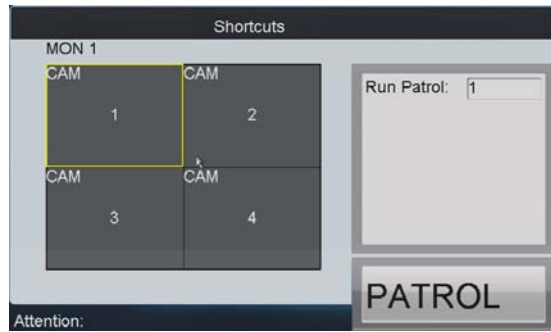 Shortcuts
MON 1
CAM
1
CAM
2
CAM
3
CAM
4
Run Patrol: 1
PATROL
Attention: